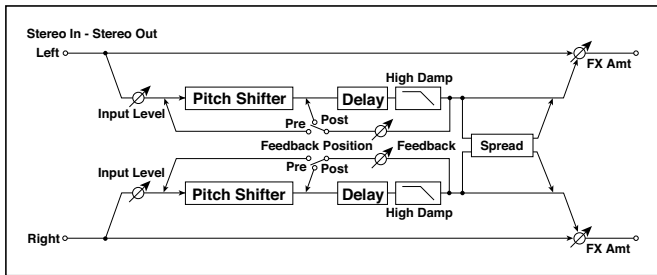 Stereo In - Stereo Out
Left
FX Amt
High Damp
Input Level
Pitch Shifter
Delay
Pre
Post
Feedback Position
Feedback
Spread
Input Level
Pre
Post
Pitch Shifter
Delay
High Damp
Right
FX Amt